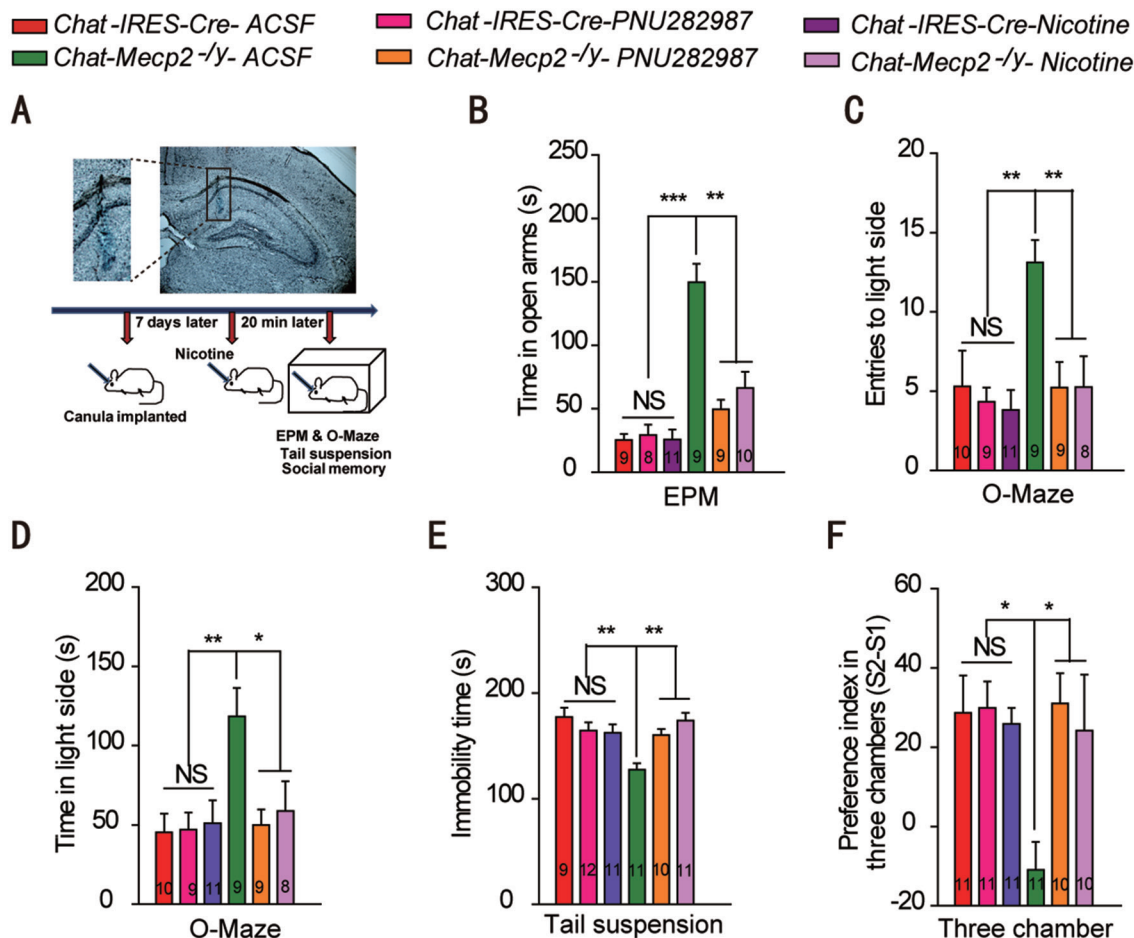 Chat-IRES-Cre- ACSF
Chat-IRES-Cre-PNU282987
Chat-IRES-Cre-Nicotine
Chat-Mecp2-/y- ACSF
Chat-Mecp2-/y- PNU282987
Chat-Mecp2-/y- Nicotine
A
7 days later
20 min later
Nicotine
Canula implanted
EPM & O-Maze
Tail suspension
Social memory
B
Time in open arms (s)
250
200
150
100
50
0
***
**
NS
9
8
11
9
9
10
EPM
C
Entries to light side
20
15
10
5
0
**
**
NS
10
9
11
9
9
8
O-Maze
D
Time in light side (s)
200
150
100
50
0
**
*
NS
10
9
11
9
9
8
O-Maze
E
Immobility time (s)
300
200
100
0
**
**
NS
9
12
11
11
10
11
Tail suspension
F
Preference index in
three chambers (S2-S1)
60
40
20
-0
-20
*
*
NS
11
11
11
11
10
10
Three chamber